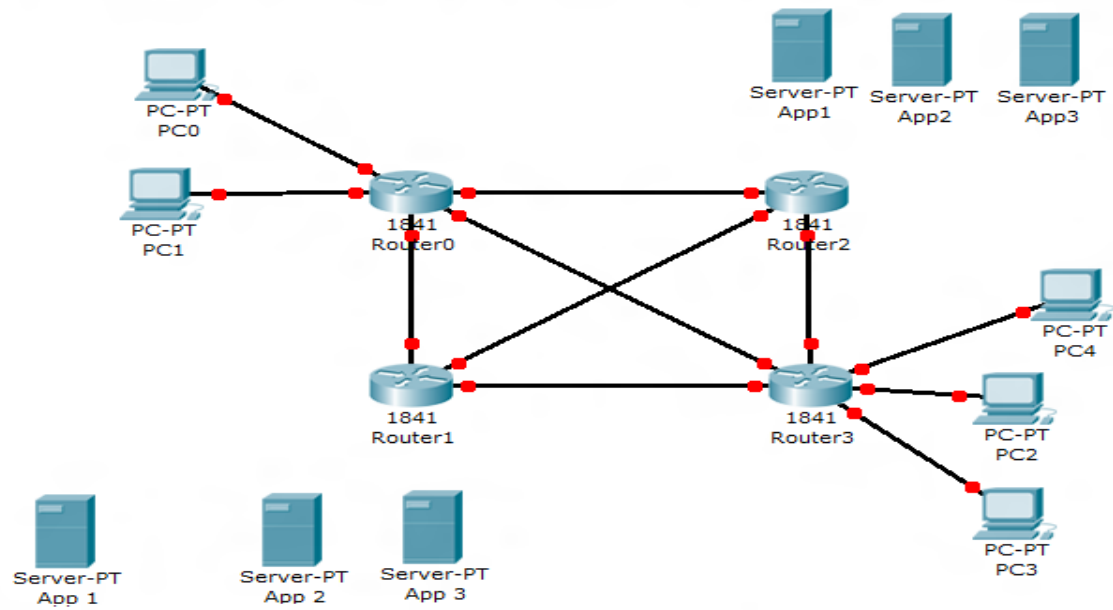 Server-PT
App1
Server-PT
App2
Server-PT
App3
PC-PT
PC0
PC-PT
PC1
1841
Router0
1841
Router2
PC-PT
PC4
1841
Router1
1841
Router3
PC-PT
PC2
PC-PT
PC3
Server-PT
App 1
Server-PT
App 2
Server-PT
App 3